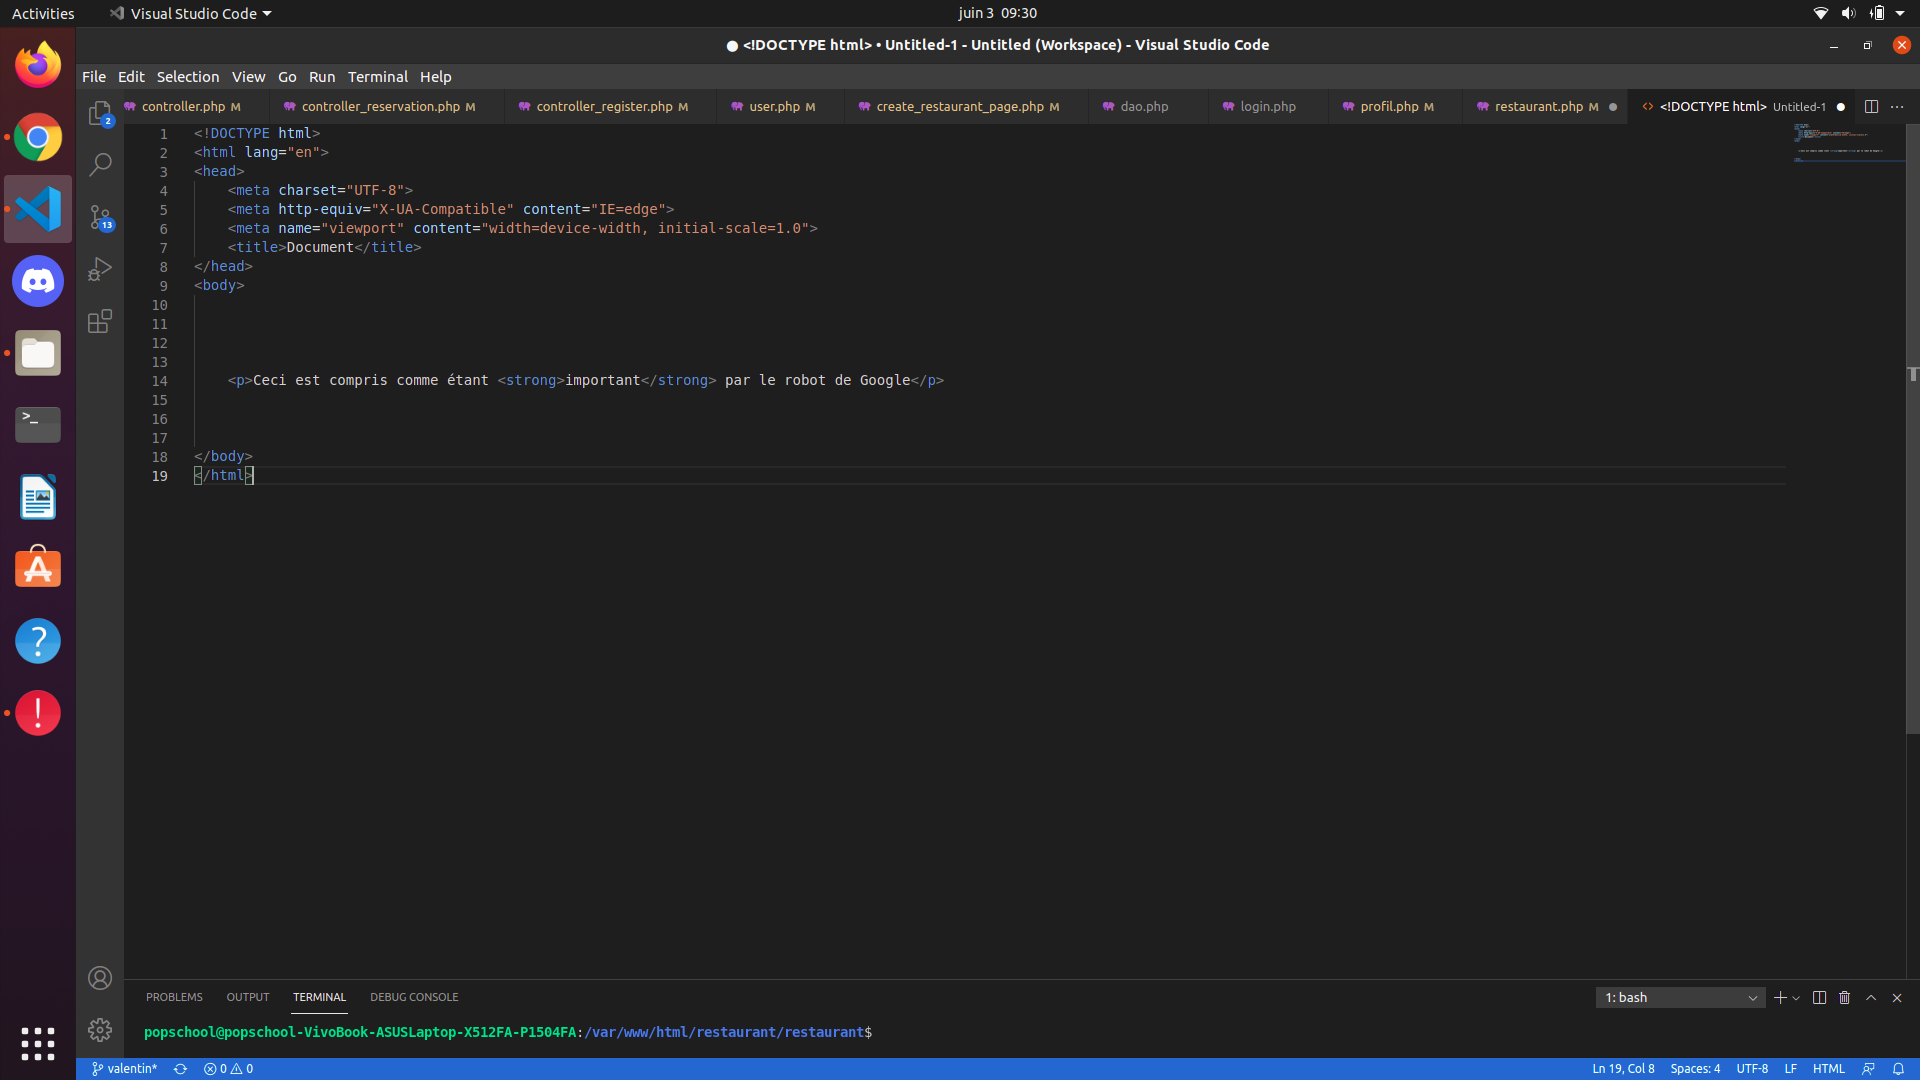 Activities Visual Studio Code juin 3 09:30
● <!DOCTYPE html> • Untitled-1 - Untitled (Workspace) - Visual Studio Code
File Edit Selection View Go Run Terminal Help
controller.php M controller_reservation.php M controller_register.php M user.php M create_restaurant_page.php M dao.php login.php profil.php M restaurant.php M <!DOCTYPE html> Untitled-1
2
13
1 <!DOCTYPE html>
2 <html lang="en">
3 <head>
4 <meta charset="UTF-8">
5 <meta http-equiv="X-UA-Compatible" content="IE=edge">
6 <meta name="viewport" content="width=device-width, initial-scale=1.0">
7 <title>Document</title>
8 </head>
9 <body>
10
11
12
13
14 <p>Ceci est compris comme étant <strong>important</strong> par le robot de Google</p>
15
16
17
18 </body>
19 </html>
PROBLEMS OUTPUT TERMINAL DEBUG CONSOLE 1: bash
popschool@popschool-VivoBook-ASUSLaptop-X512FA-P1504FA:/var/www/html/restaurant/restaurant$
valentin* 0 0 Ln 19, Col 8 Spaces: 4 UTF-8 LF HTML